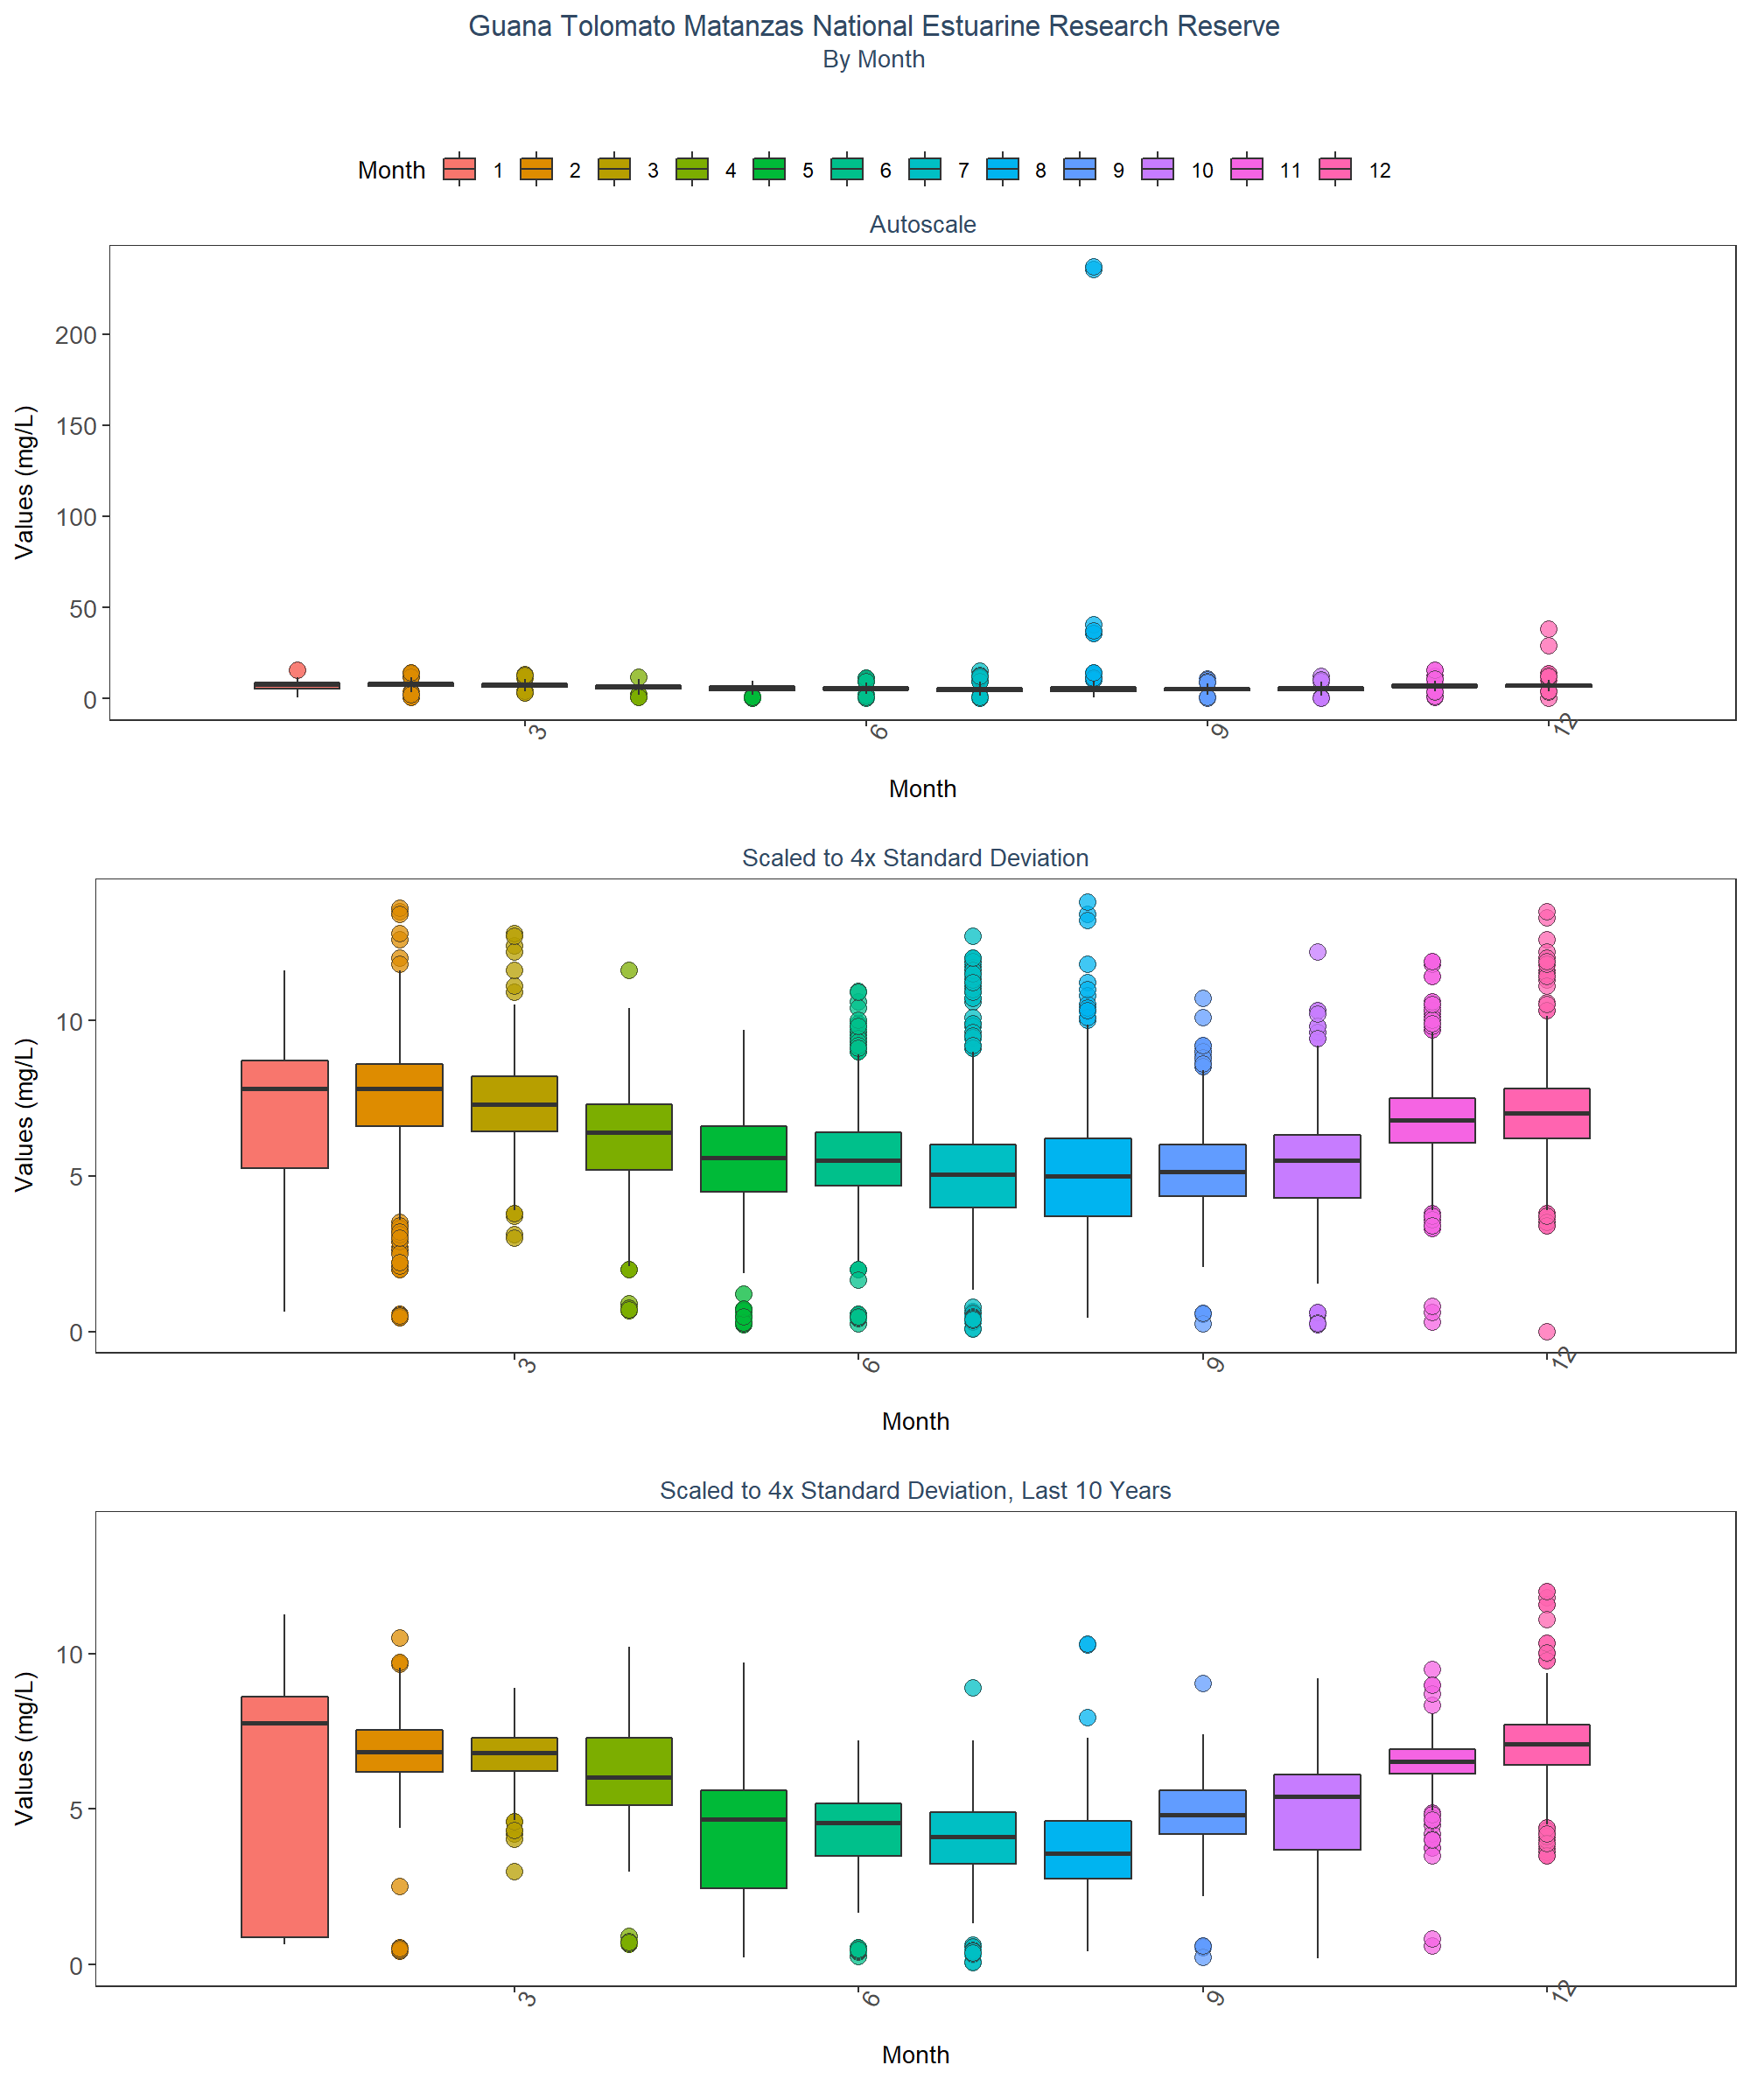 Guana Tolomato Matanzas National Estuarine Research Reserve
By Month
Month 1 2 3 4 5 6 7 8 9 10 11 12
Autoscale
Values (mg/L)
200
150
100
50
0
3 6 9 12
Month
Scaled to 4x Standard Deviation
Values (mg/L)
10
5
0
3 6 9 12
Month
Scaled to 4x Standard Deviation, Last 10 Years
Values (mg/L)
10
5
0
3 6 9 12
Month